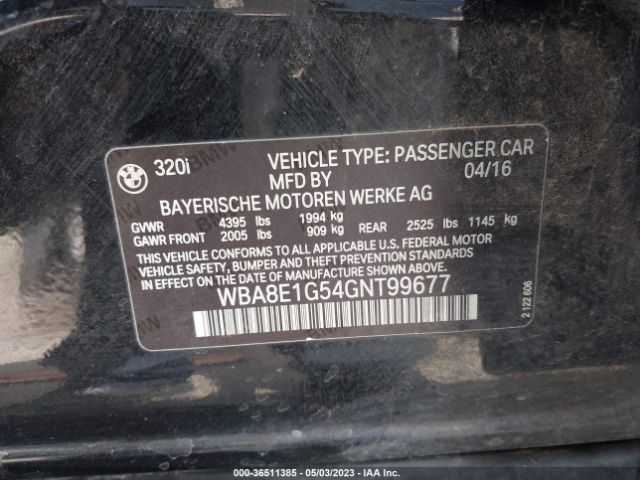 320i VEHICLE TYPE: PASSENGER CAR
MFD BY 04/16
BAYERISCHE MOTOREN WERKE AG
GVWR 4395 lbs 1994 kg
GAWR FRONT 2005 lbs 909 kg REAR 2525 lbs 1145 kg
THIS VEHICLE CONFORMS TO ALL APPLICABLE U.S. FEDERAL MOTOR
VEHICLE SAFETY, BUMPER AND THEFT PREVENTION STANDARDS
IN EFFECT ON THE DATE OF MANUFACTURE SHOWN ABOVE.
WBA8E1G54GNT99677
2 122 606
000-36511385 - 05/03/2023 - IAA Inc.